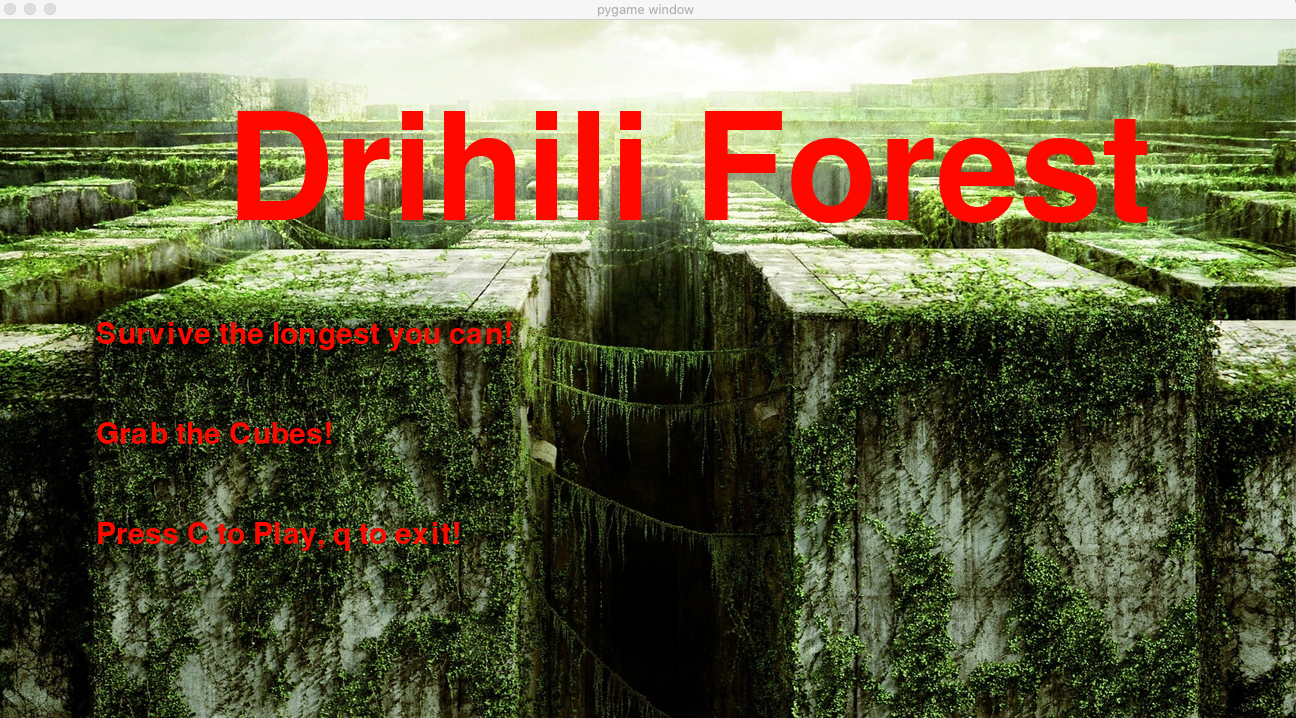 pygame window
Drihili Forest
Survive the longest you can!
Grab the Cubes!
Press C to Play, q to exit!